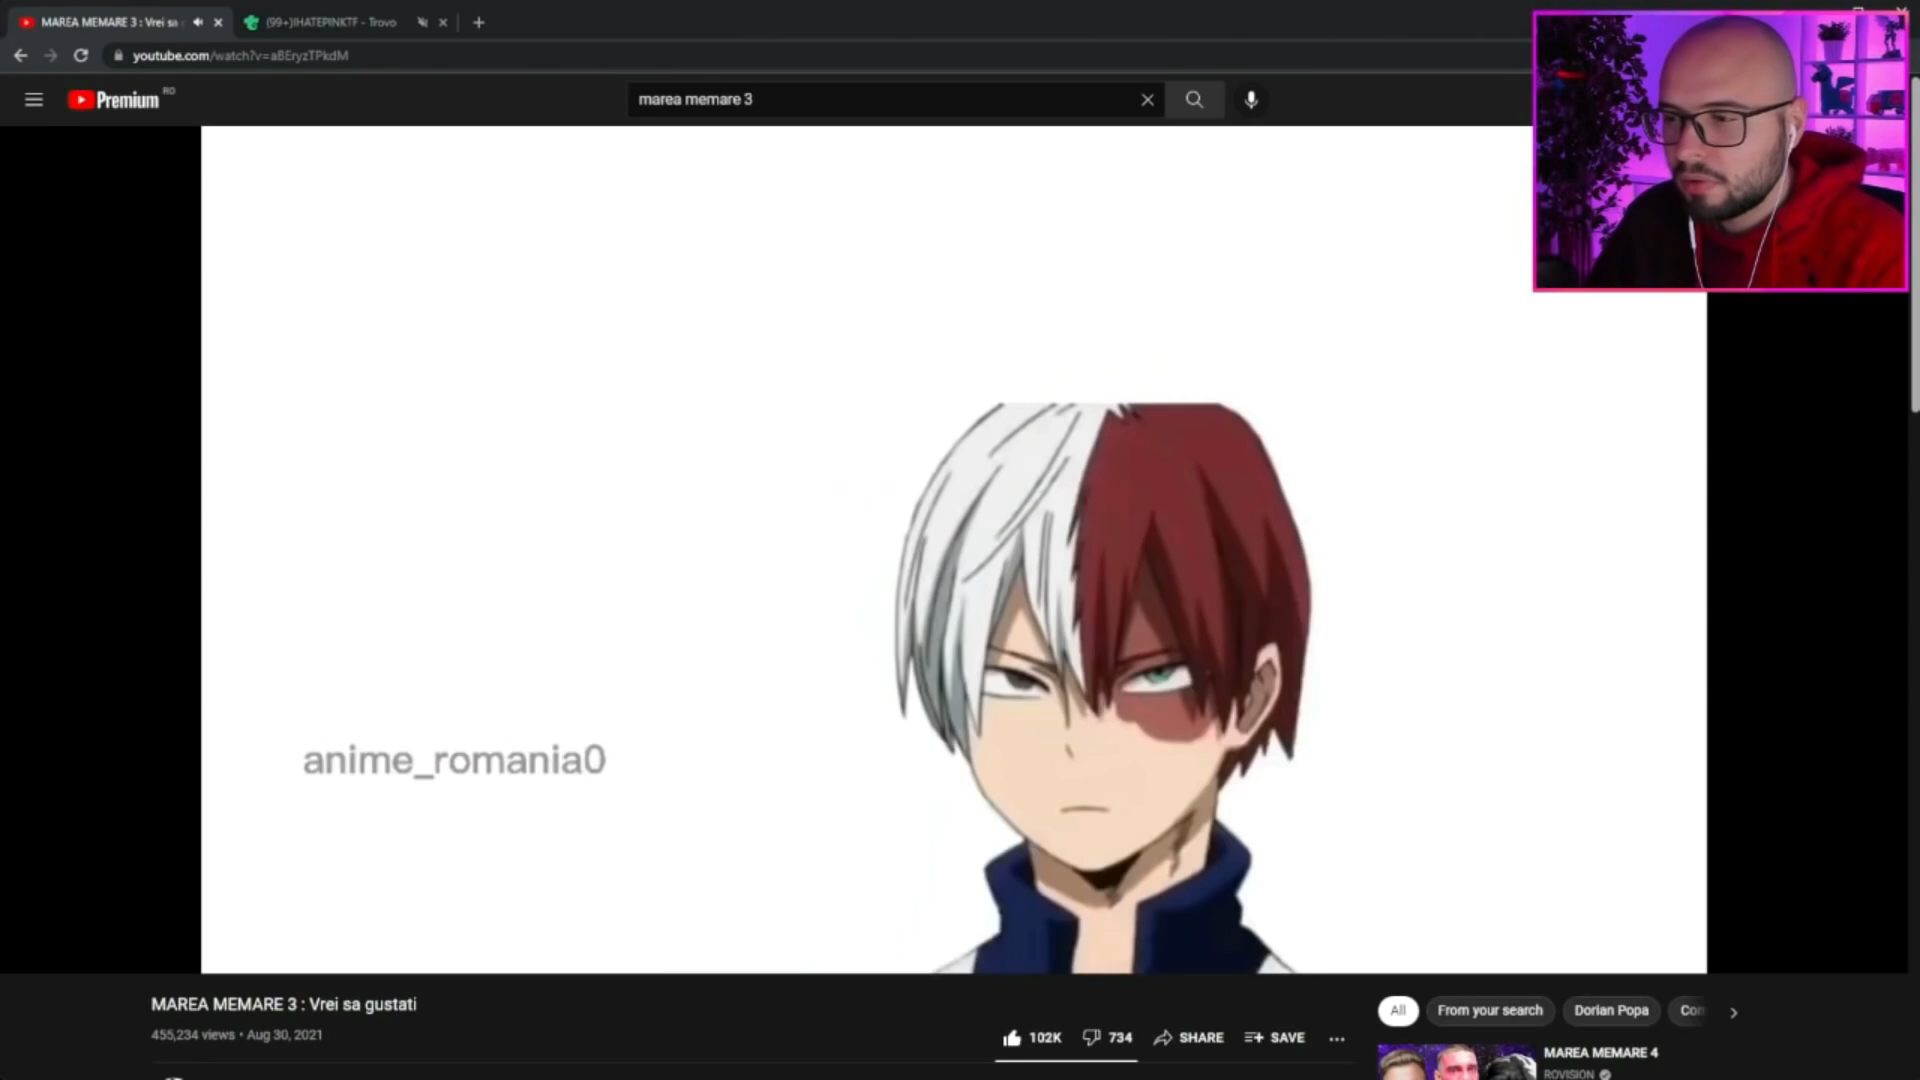 MAREA MEMARE 3 : Vrei sa
(99+)IHATEPINKTF - Trovo
youtube.com/watch?v=aBEryzTPkdM
Premium RO
marea memare 3
anime_romania0
MAREA MEMARE 3 : Vrei sa gustati
455,234 views • Aug 30, 2021
102K
734
SHARE
SAVE
All
From your search
Dorian Popa
MAREA MEMARE 4
ROVISION